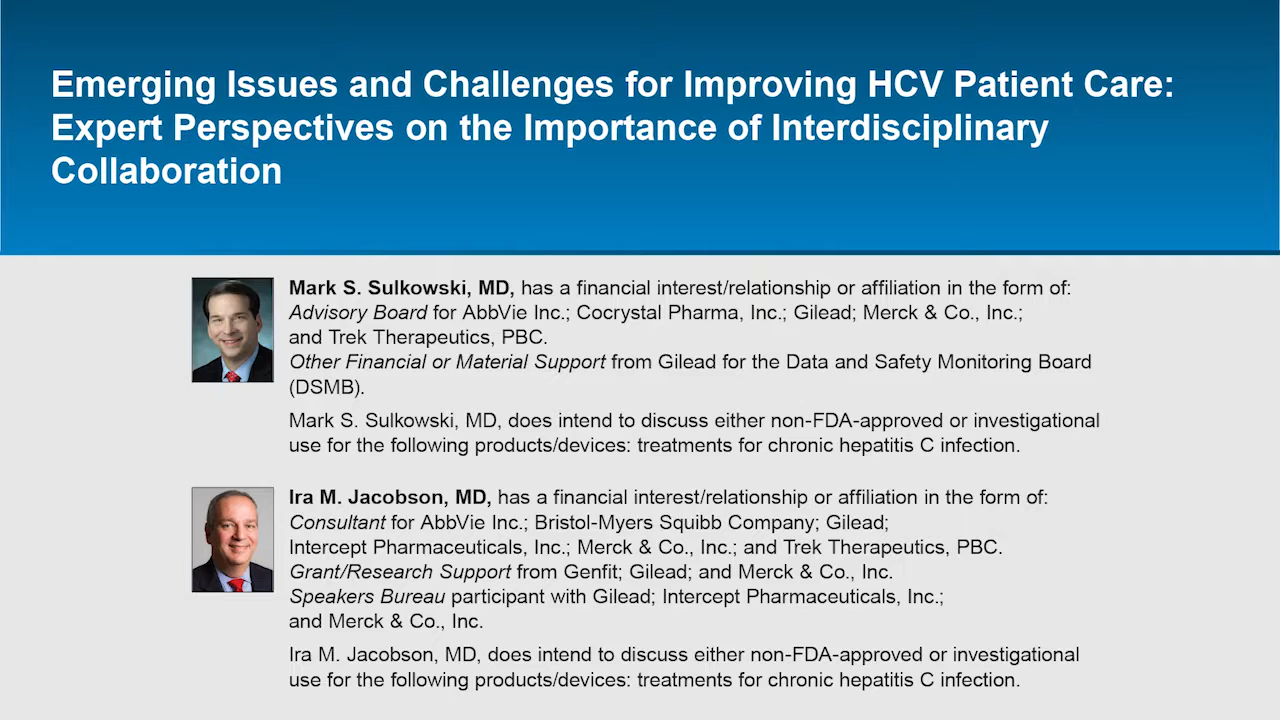 Emerging Issues and Challenges for Improving HCV Patient Care:
Expert Perspectives on the Importance of Interdisciplinary
Collaboration
Mark S. Sulkowski, MD, has a financial interest/relationship or affiliation in the form of:
Advisory Board for AbbVie Inc.; Cocrystal Pharma, Inc.; Gilead; Merck & Co., Inc.;
and Trek Therapeutics, PBC.
Other Financial or Material Support from Gilead for the Data and Safety Monitoring Board
(DSMB).
Mark S. Sulkowski, MD, does intend to discuss either non-FDA-approved or investigational
use for the following products/devices: treatments for chronic hepatitis C infection.
Ira M. Jacobson, MD, has a financial interest/relationship or affiliation in the form of:
Consultant for AbbVie Inc.; Bristol-Myers Squibb Company; Gilead;
Intercept Pharmaceuticals, Inc.; Merck & Co., Inc.; and Trek Therapeutics, PBC.
Grant/Research Support from Genfit; Gilead; and Merck & Co., Inc.
Speakers Bureau participant with Gilead; Intercept Pharmaceuticals, Inc.;
and Merck & Co., Inc.
Ira M. Jacobson, MD, does intend to discuss either non-FDA-approved or investigational
use for the following products/devices: treatments for chronic hepatitis C infection.